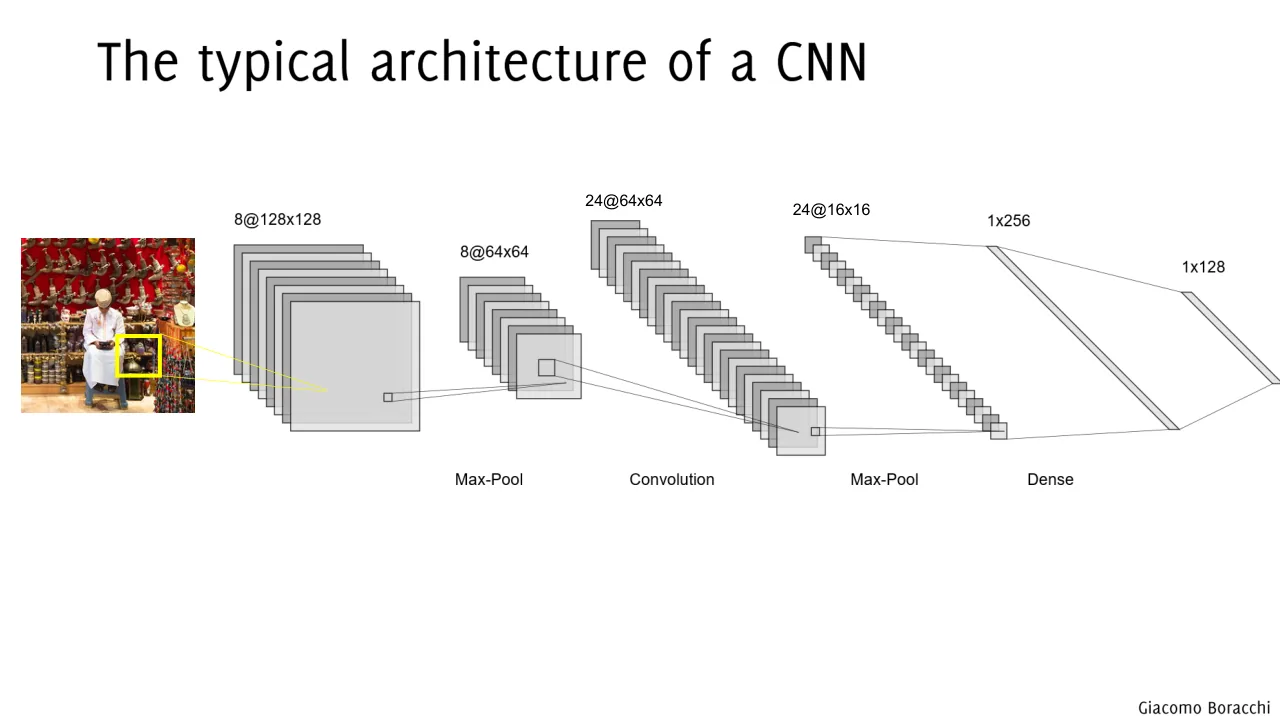 The typical architecture of a CNN
8@128x128
8@64x64
24@64x64
24@16x16
1x256
1x128
Max-Pool
Convolution
Max-Pool
Dense
Giacomo Boracchi